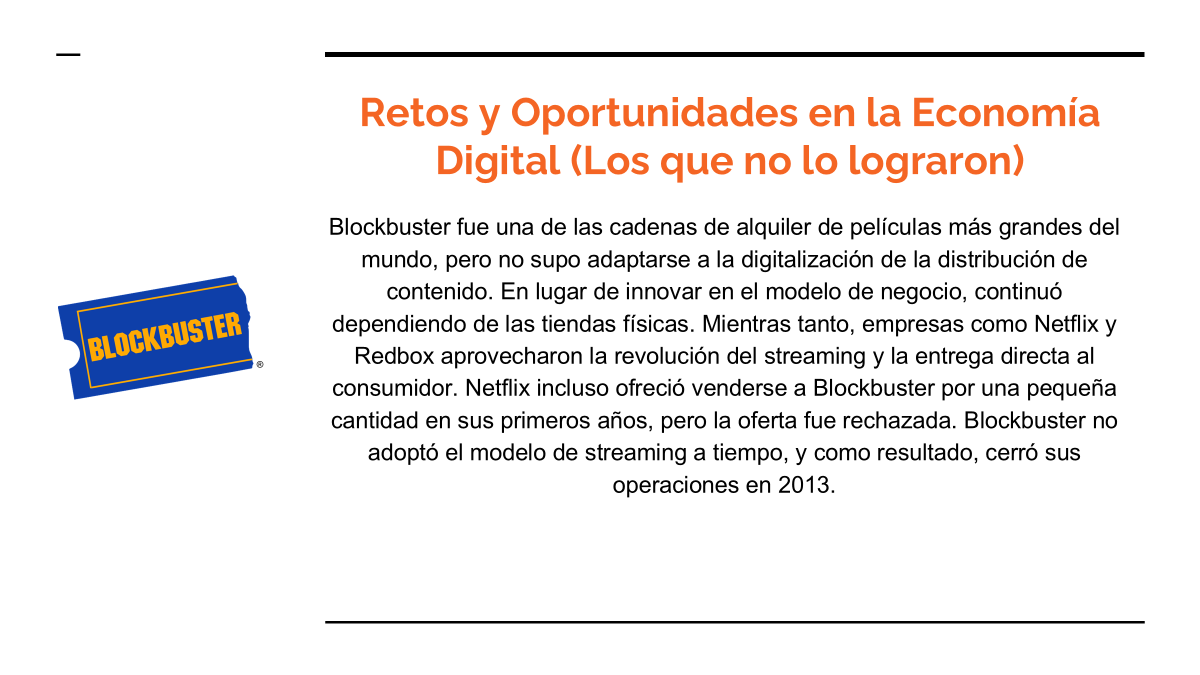 Retos y Oportunidades en la Economía
Digital (Los que no lo lograron)
Blockbuster fue una de las cadenas de alquiler de películas más grandes del
mundo, pero no supo adaptarse a la digitalización de la distribución de
contenido. En lugar de innovar en el modelo de negocio, continuó
dependiendo de las tiendas físicas. Mientras tanto, empresas como Netflix y
Redbox aprovecharon la revolución del streaming y la entrega directa al
consumidor. Netflix incluso ofreció venderse a Blockbuster por una pequeña
cantidad en sus primeros años, pero la oferta fue rechazada. Blockbuster no
adoptó el modelo de streaming a tiempo, y como resultado, cerró sus
operaciones en 2013.
BLOCKBUSTER ®